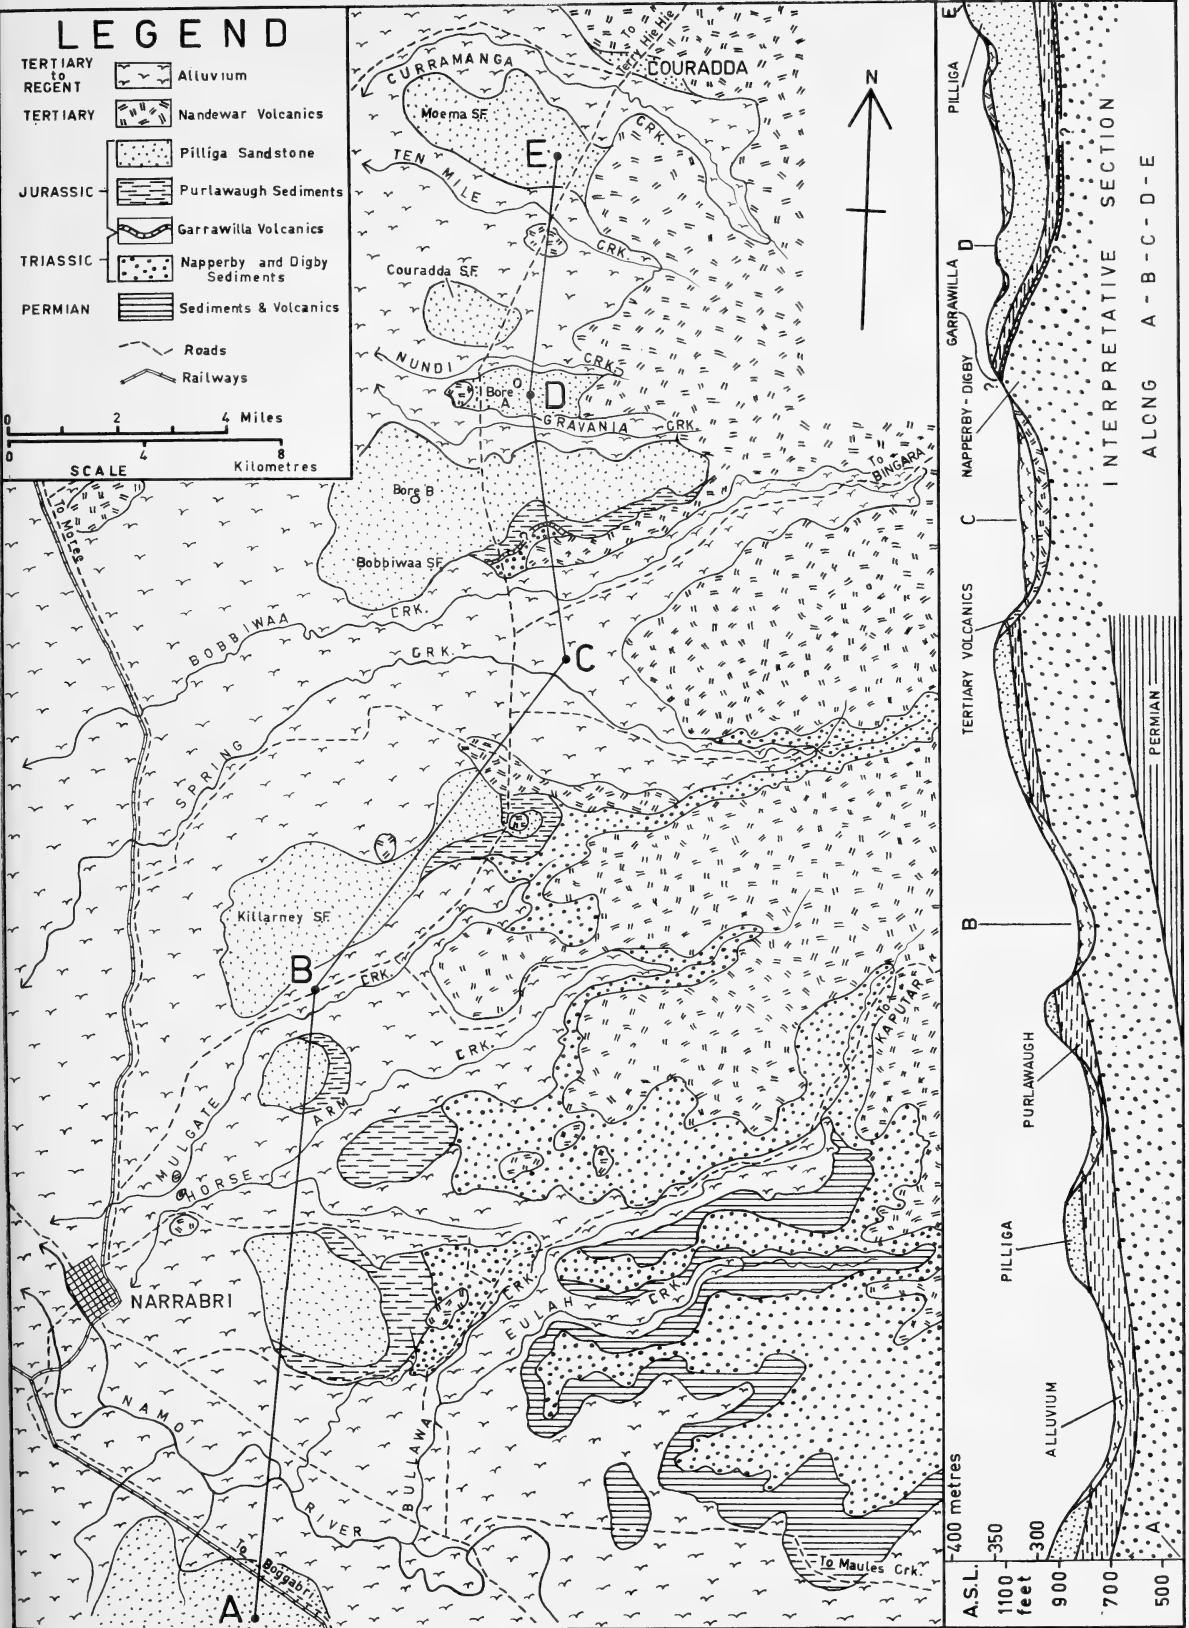 LEGEND
TERTIARY
to
RECENT
Alluvium
TERTIARY
Nandewar Volcanics
Pilliga Sandstone
JURASSIC
Purlawaugh Sediments
Garrawilla Volcanics
TRIASSIC
Napperby and Digby
Sediments
PERMIAN
Sediments & Volcanics
Roads
Railways
0 2 4 Miles
0 4 8
SCALE
Kilometres
To
Terry Hie Hie
COURADDA
CURRAMANGA
CRK.
Moema SF.
N
E
TEN MILE
CRK.
Couradda S.F.
NUNDI
CRK.
Bore
A
D
GRAVANIA CRK.
To
BINGARA
Bore B
To Moree
Bobbiwaa SF.
BOBBIWAA
CRK.
SPRING
CRK.
C
Killarney SF.
B
CRK.
To
KAPUTAR
MULGATE
HORSE
ARM
CRK.
NARRABRI
EULAH
CRK.
CRK.
BULLAWA
NAMOI
RIVER
To
Boggabri
A
To Maules Crk.
INTERPRETATIVE SECTION
ALONG A-B-C-D-E
E
PILLIGA
D
GARRAWILLA
NAPPERBY-DIGBY
?
?
?
C
TERTIARY VOLCANICS
PERMIAN
B
PURLAWAUGH
PILLIGA
ALLUVIUM
A
A.S.L.
400 metres
350
300
1100
feet
900
700
500